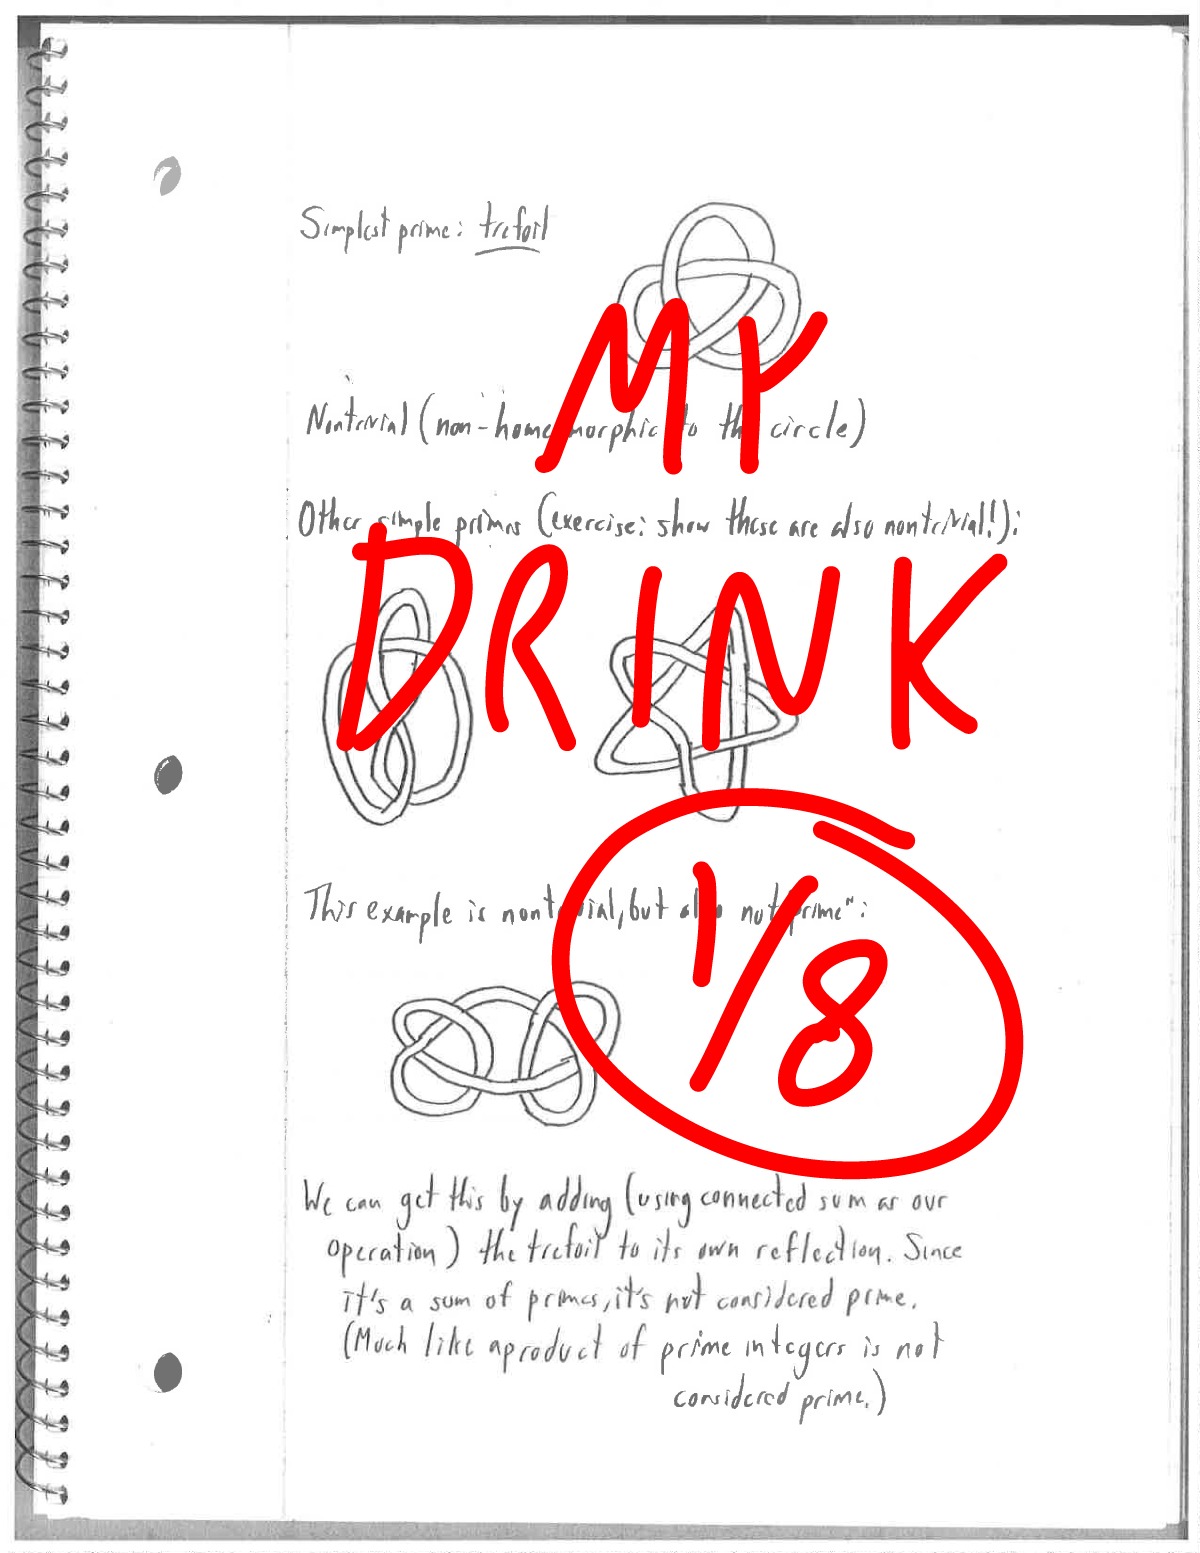 Simplest prime: trefoil
MY
Nontrivial (non-homeomorphic to the circle)
Other simple primes (exercise: show these are also nontrivial!):
DRINK
This example is nontrivial, but also not "prime":
1/8
We can get this by adding (using connected sum as our
operation) the trefoil to its own reflection. Since
it's a sum of primes, it's not considered prime.
(Much like a product of prime integers is not
considered prime.)